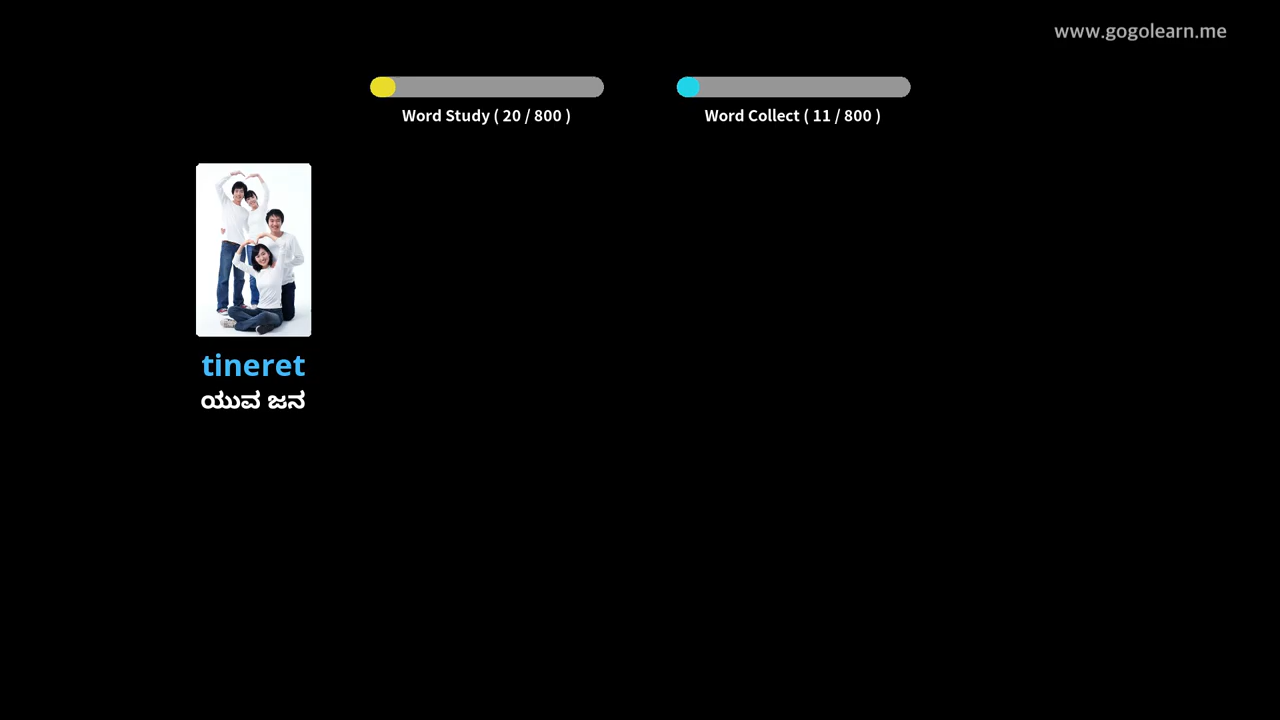 www.gogolearn.me
Word Study ( 20 / 800 )
Word Collect ( 11 / 800 )
tineret
ಯುವ ಜನ